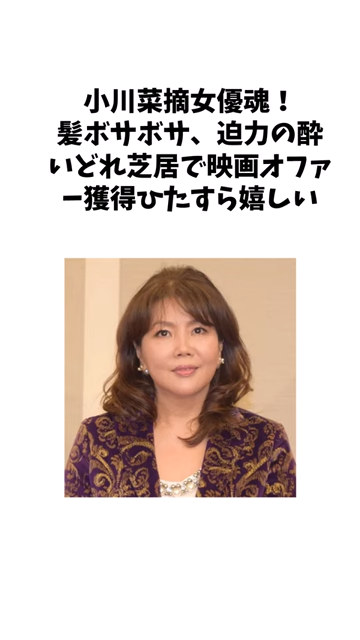 小川菜摘女優魂！
髪ボサボサ、迫力の酔
いどれ芝居で映画オファ
ー獲得ひたすら嬉しい